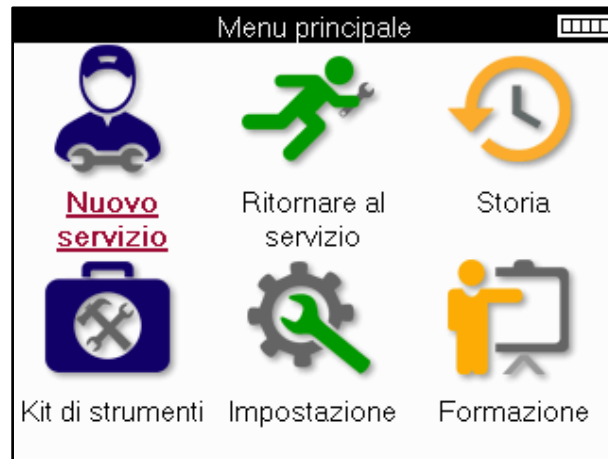 Menu principale
Nuovo
servizio
Ritornare al
servizio
Storia
Kit di strumenti
Impostazione
Formazione